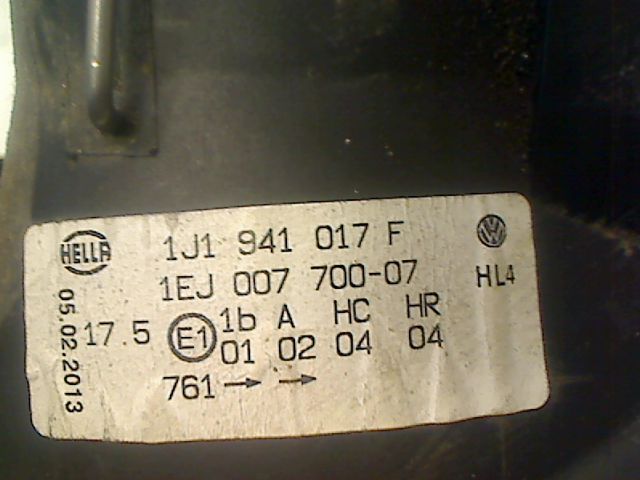 HELLA
1J1 941 017 F
1EJ 007 700-07
HL4
05.02.2013
17.5 E1 1b A HC HR
01 02 04 04
761